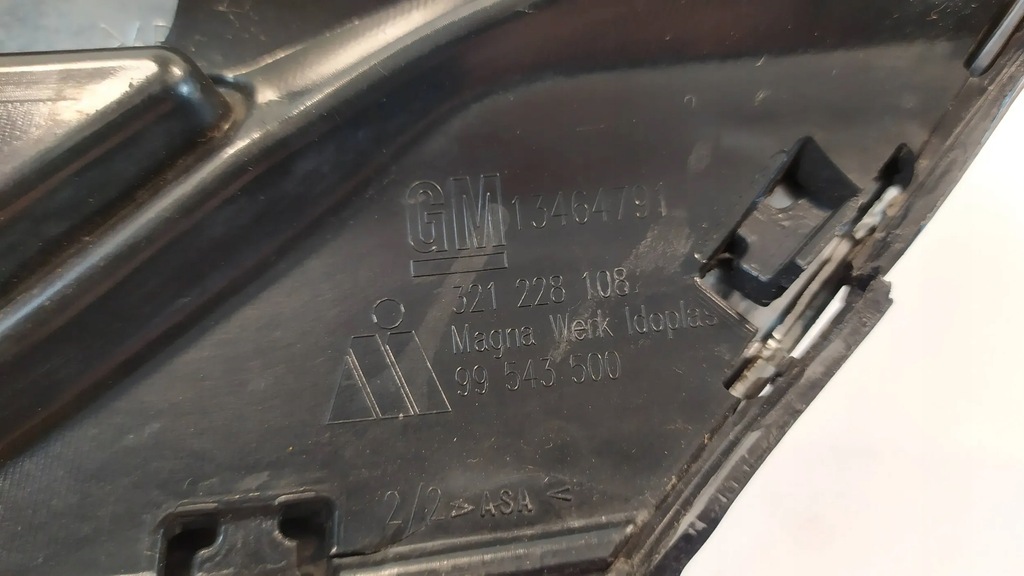 GM 13464791
321 228 108
Magna Werk Idoplas
99 543 500
2/2 >ASA<